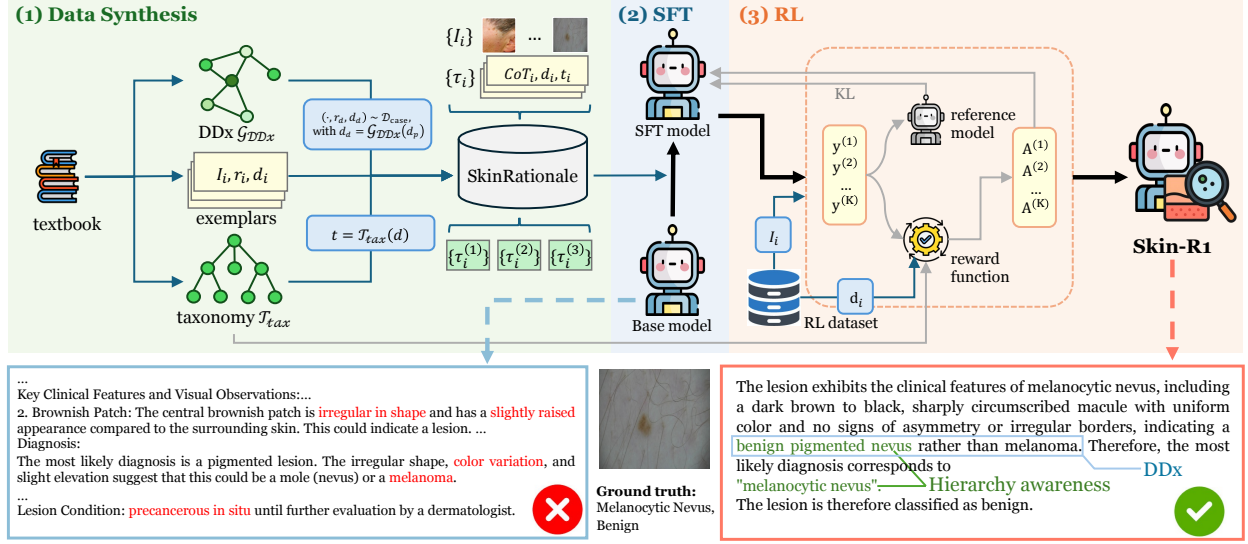 (1) Data Synthesis
(2) SFT
(3) RL
textbook
DDx 𝒢_𝒟𝒟𝓍
I_i, r_i, d_i
exemplars
taxonomy 𝒯_tax
(·, r_d, d_d) ~ 𝒟_case,
with d_d = 𝒢_𝒟𝒟𝓍(d_p)
t = 𝒯_tax(d)
{I_i}
...
{τ_i}
CoT_i, d_i, t_i
SkinRationale
{τ_i^(1)}
{τ_i^(2)}
{τ_i^(3)}
SFT model
Base model
KL
reference
model
y^(1)
y^(2)
...
y^(K)
A^(1)
A^(2)
...
A^(K)
I_i
d_i
reward
function
RL dataset
Skin-R1
...
Key Clinical Features and Visual Observations:...
2. Brownish Patch: The central brownish patch is irregular in shape and has a slightly raised
appearance compared to the surrounding skin. This could indicate a lesion. ...
Diagnosis:
The most likely diagnosis is a pigmented lesion. The irregular shape, color variation, and
slight elevation suggest that this could be a mole (nevus) or a melanoma.
...
Lesion Condition: precancerous in situ until further evaluation by a dermatologist.
Ground truth:
Melanocytic Nevus,
Benign
The lesion exhibits the clinical features of melanocytic nevus, including
a dark brown to black, sharply circumscribed macule with uniform
color and no signs of asymmetry or irregular borders, indicating a
benign pigmented nevus rather than melanoma. Therefore, the most
likely diagnosis corresponds to
"melanocytic nevus".
The lesion is therefore classified as benign.
DDx
Hierarchy awareness